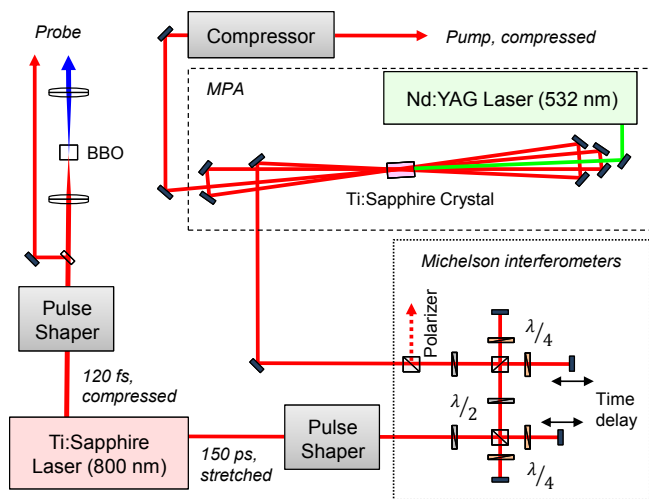 Probe
Compressor
Pump, compressed
MPA
Nd:YAG Laser (532 nm)
BBO
Ti:Sapphire Crystal
Michelson interferometers
Pulse
Shaper
Polarizer
λ/4
120 fs,
compressed
λ/2
Time
delay
Ti:Sapphire
Laser (800 nm)
150 ps,
stretched
Pulse
Shaper
λ/4